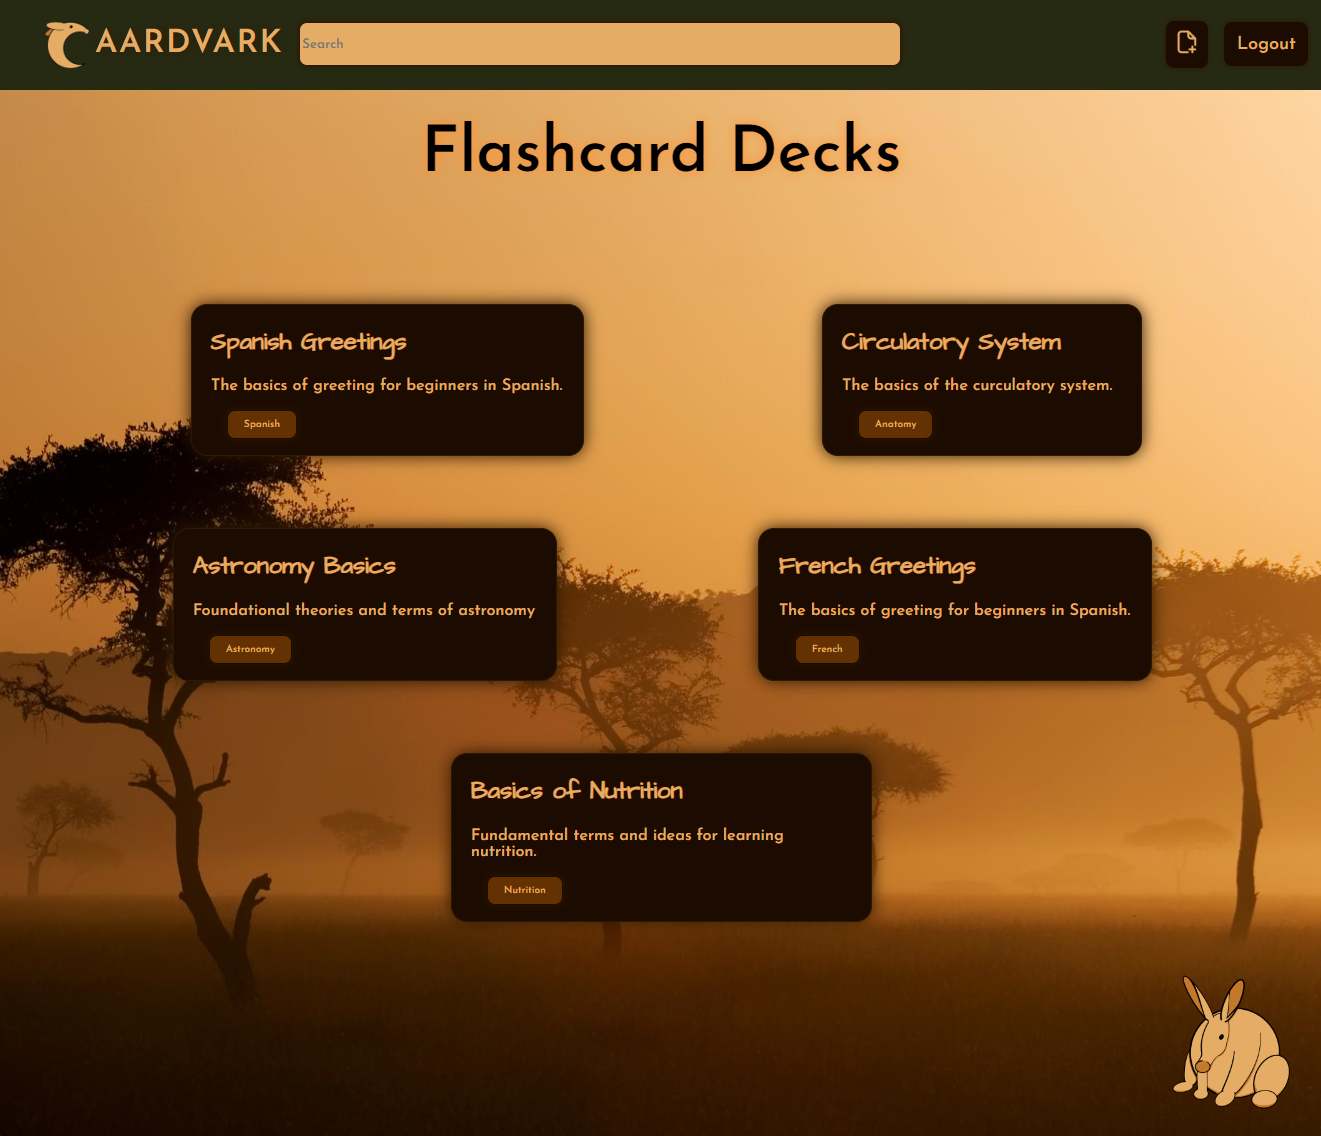 AARDVARK
Search
Logout
Flashcard Decks
Spanish Greetings
The basics of greeting for beginners in Spanish.
Spanish
Circulatory System
The basics of the curculatory system.
Anatomy
Astronomy Basics
Foundational theories and terms of astronomy
Astronomy
French Greetings
The basics of greeting for beginners in Spanish.
French
Basics of Nutrition
Fundamental terms and ideas for learning
nutrition.
Nutrition